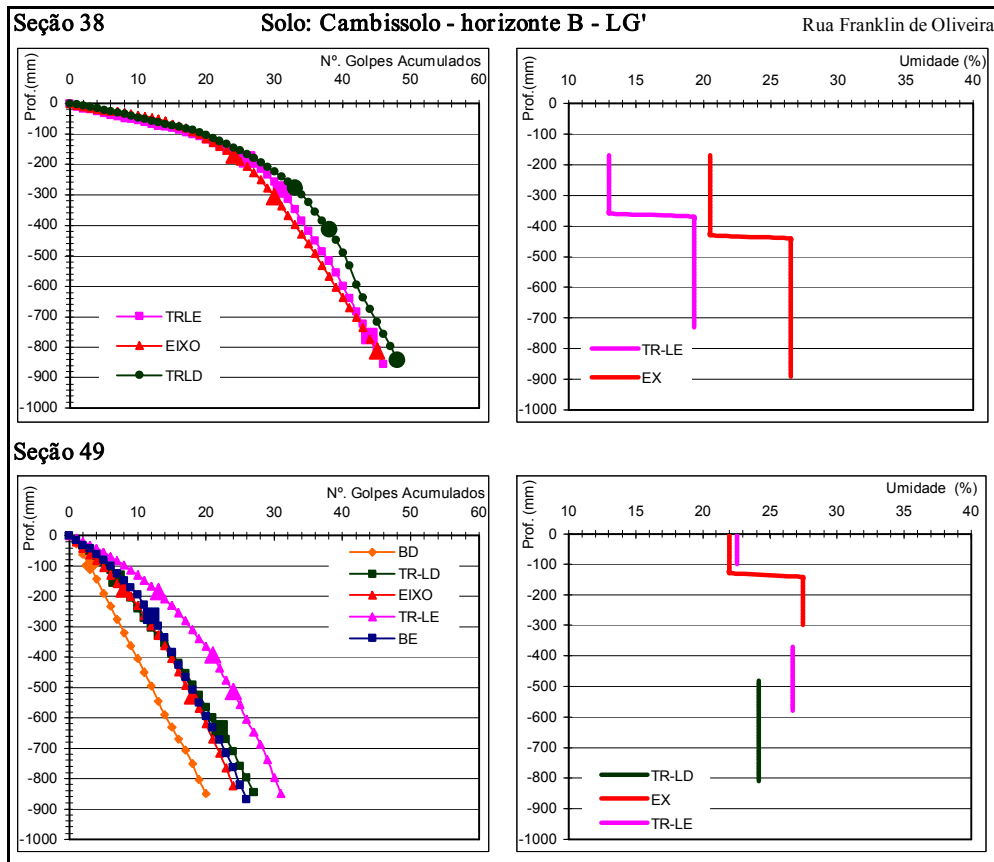 Seção 38 Solo: Cambissolo - horizonte B - LG' Rua Franklin de Oliveira
Nº. Golpes Acumulados
0 10 20 30 40 50 60
Prof.(mm)
0
-100
-200
-300
-400
-500
-600
-700
-800
-900
-1000
TRLE
EIXO
TRLD
Umidade (%)
10 15 20 25 30 35 40
Prof.(mm)
0
-100
-200
-300
-400
-500
-600
-700
-800
-900
-1000
TR-LE
EX
Seção 49
Nº. Golpes Acumulados
0 10 20 30 40 50 60
Prof.(mm)
0
-100
-200
-300
-400
-500
-600
-700
-800
-900
-1000
BD
TR-LD
EIXO
TR-LE
BE
Umidade (%)
10 15 20 25 30 35 40
Prof.(mm)
0
-100
-200
-300
-400
-500
-600
-700
-800
-900
-1000
TR-LD
EX
TR-LE